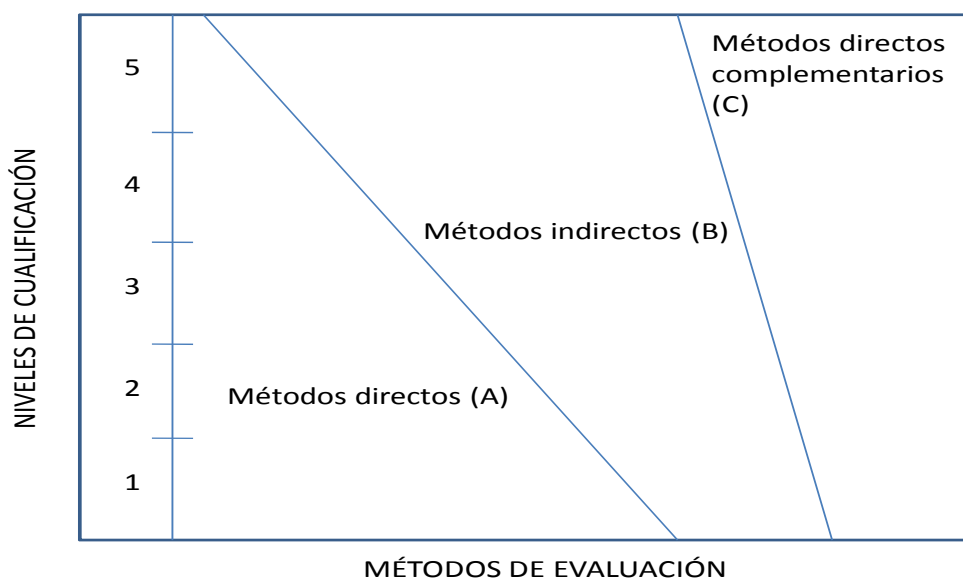 NIVELES DE CUALIFICACIÓN
5
4
3
2
1
Métodos directos
complementarios
(C)
Métodos indirectos (B)
Métodos directos (A)
MÉTODOS DE EVALUACIÓN